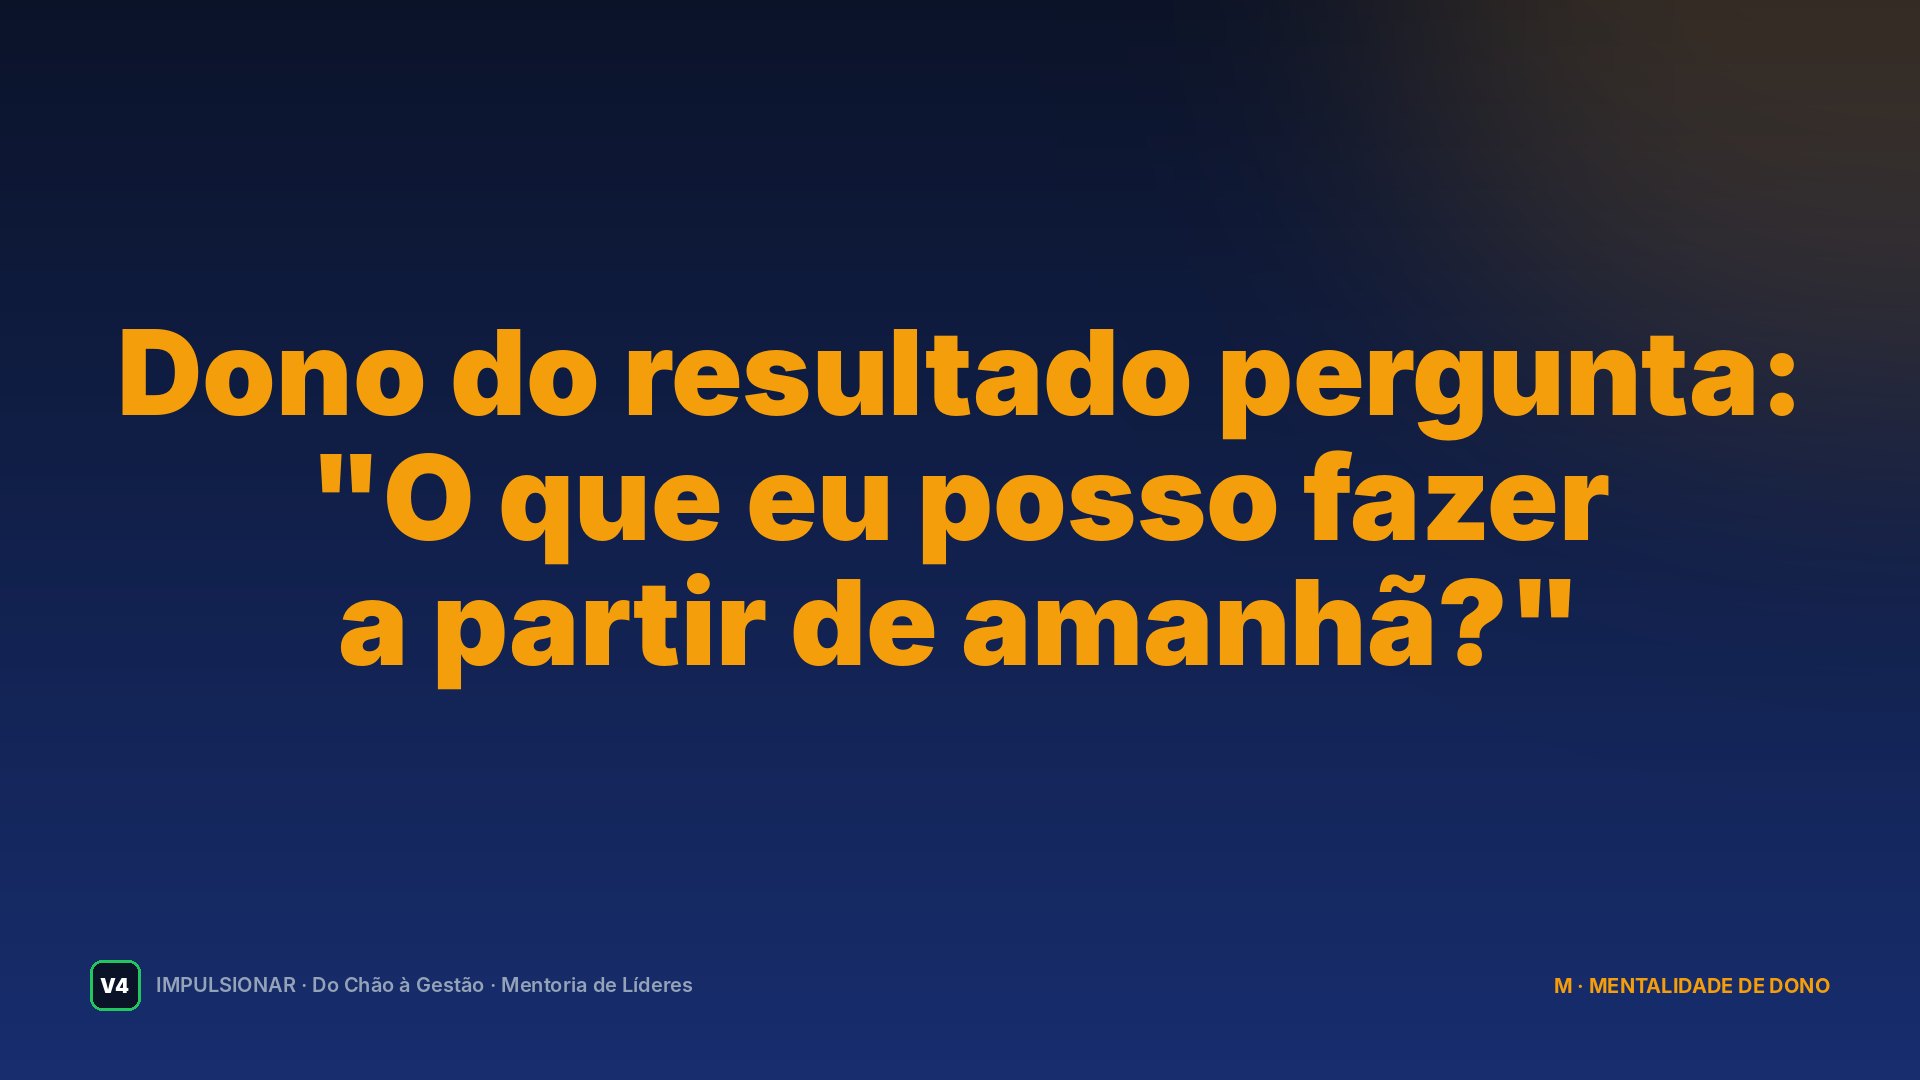 Dono do resultado pergunta:
"O que eu posso fazer
a partir de amanhã?"
V4
IMPULSIONAR · Do Chão à Gestão · Mentoria de Líderes
M · MENTALIDADE DE DONO